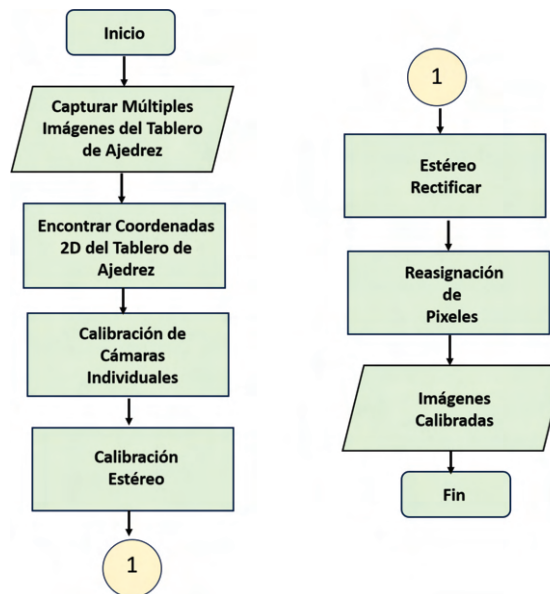 Inicio
Capturar Múltiples
Imágenes del Tablero
de Ajedrez
Encontrar Coordenadas
2D del Tablero de
Ajedrez
Calibración de
Cámaras
Individuales
Calibración
Estéreo
1
1
Estéreo
Rectificar
Reasignación
de
Pixeles
Imágenes
Calibradas
Fin